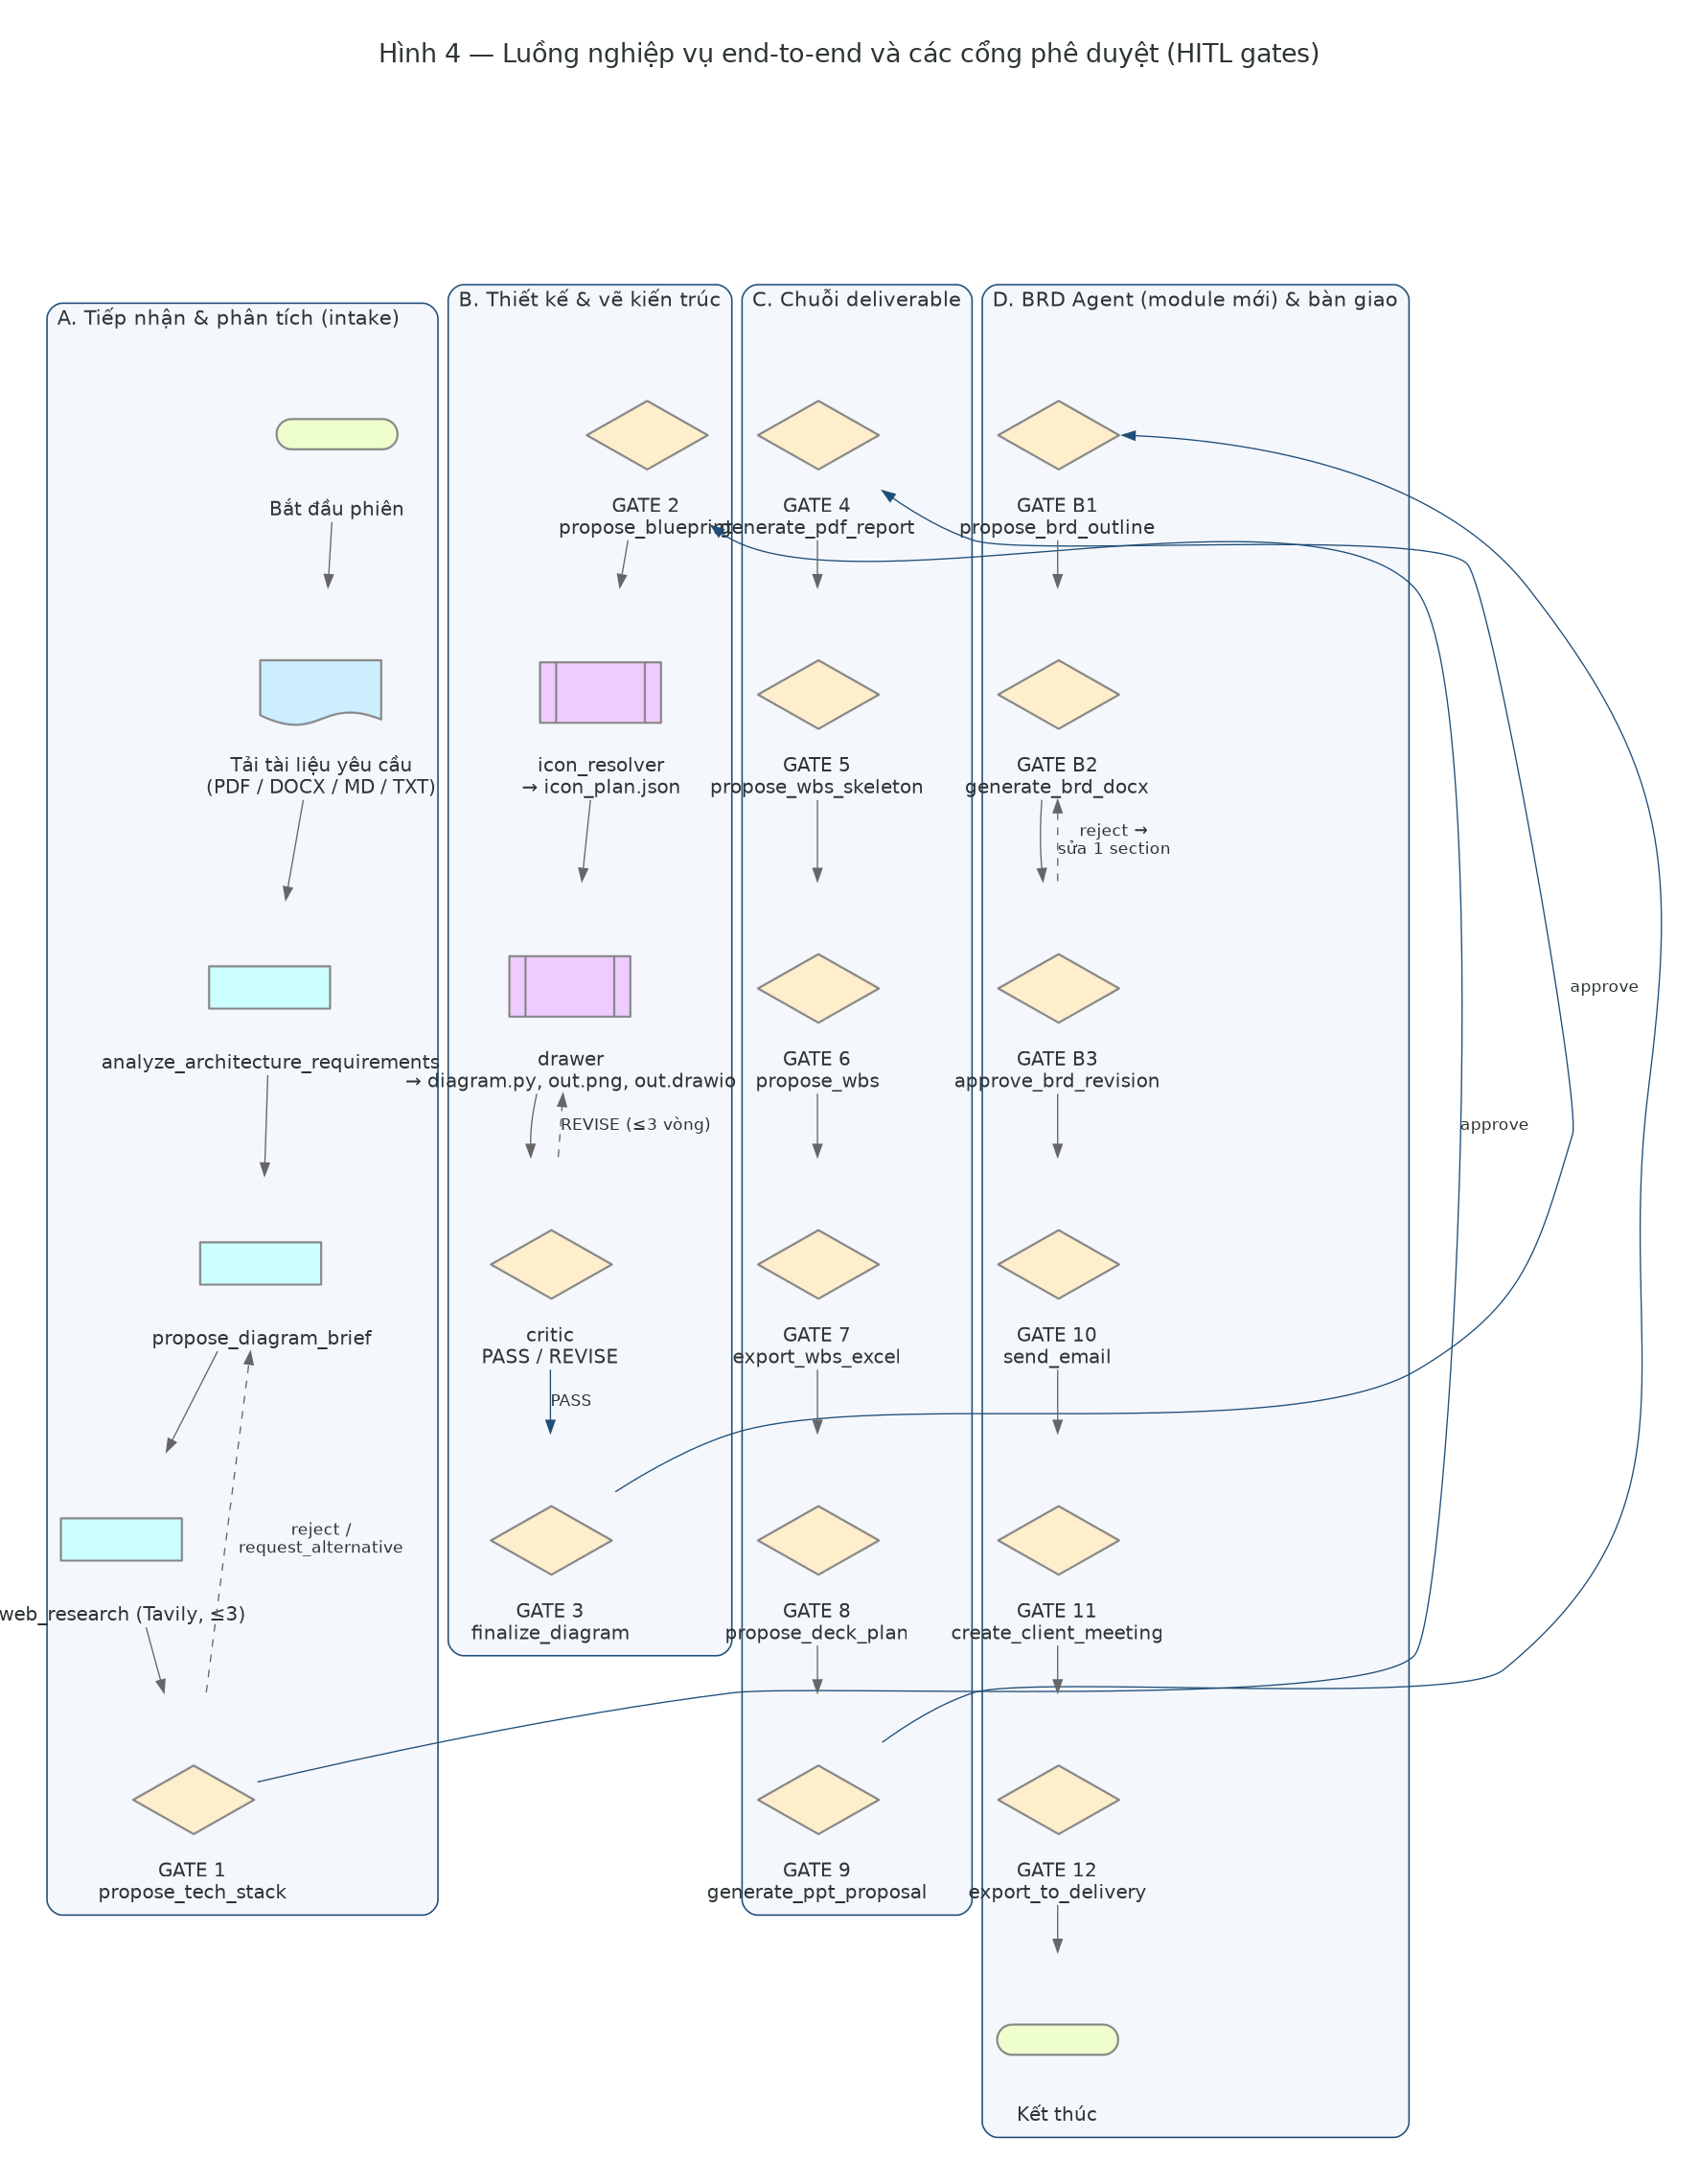 Hình 4 — Luồng nghiệp vụ end-to-end và các cổng phê duyệt (HITL gates)
A. Tiếp nhận & phân tích (intake)
Bắt đầu phiên
Tải tài liệu yêu cầu
(PDF / DOCX / MD / TXT)
analyze_architecture_requirements
propose_diagram_brief
reject /
request_alternative
web_research (Tavily, ≤3)
GATE 1
propose_tech_stack
B. Thiết kế & vẽ kiến trúc
GATE 2
propose_blueprint
icon_resolver
→ icon_plan.json
drawer
→ diagram.py, out.png, out.drawio
REVISE (≤3 vòng)
critic
PASS / REVISE
PASS
GATE 3
finalize_diagram
C. Chuỗi deliverable
GATE 4
generate_pdf_report
GATE 5
propose_wbs_skeleton
GATE 6
propose_wbs
GATE 7
export_wbs_excel
GATE 8
propose_deck_plan
GATE 9
generate_ppt_proposal
D. BRD Agent (module mới) & bàn giao
GATE B1
propose_brd_outline
GATE B2
generate_brd_docx
reject →
sửa 1 section
GATE B3
approve_brd_revision
GATE 10
send_email
GATE 11
create_client_meeting
GATE 12
export_to_delivery
Kết thúc
approve
approve